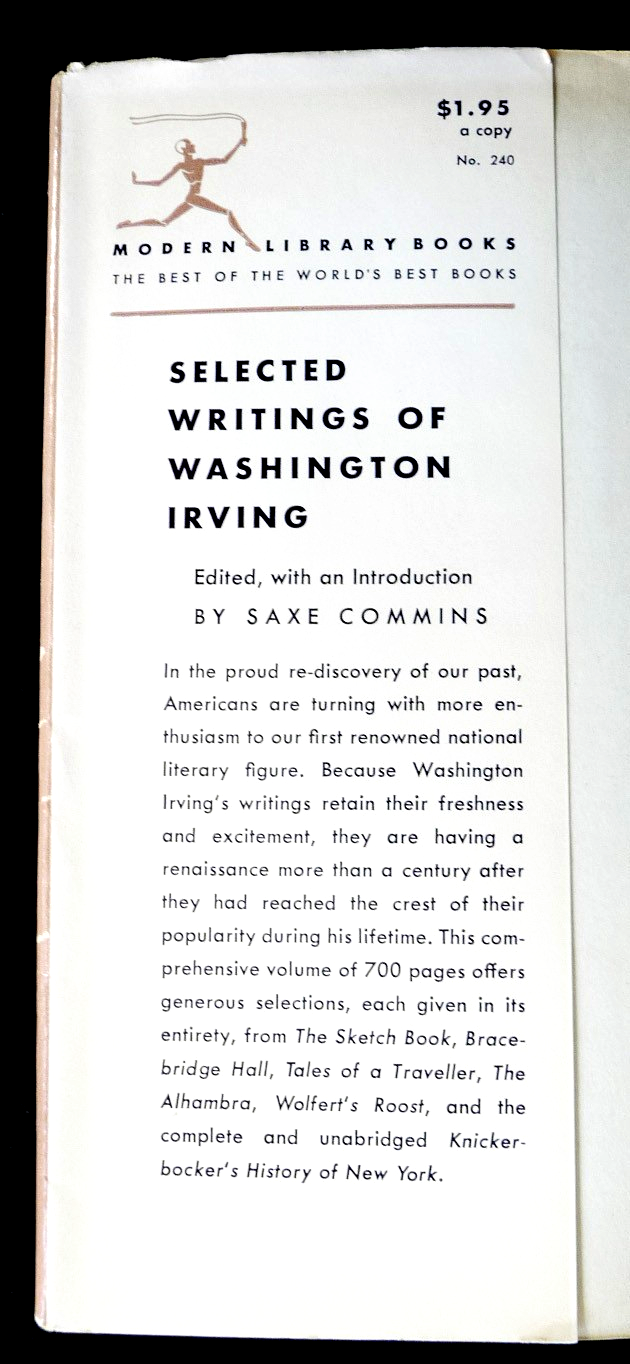 $1.95
a copy
No. 240
MODERN LIBRARY BOOKS
THE BEST OF THE WORLD'S BEST BOOKS
SELECTED
WRITINGS OF
WASHINGTON
IRVING
Edited, with an Introduction
BY SAXE COMMINS
In the proud re-discovery of our past,
Americans are turning with more en-
thusiasm to our first renowned national
literary figure. Because Washington
Irving's writings retain their freshness
and excitement, they are having a
renaissance more than a century after
they had reached the crest of their
popularity during his lifetime. This com-
prehensive volume of 700 pages offers
generous selections, each given in its
entirety, from The Sketch Book, Brace-
bridge Hall, Tales of a Traveller, The
Alhambra, Wolfert's Roost, and the
complete and unabridged Knicker-
bocker's History of New York.